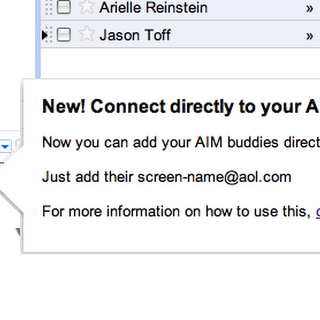 Arielle Reinstein »
Jason Toff »
New! Connect directly to your A
Now you can add your AIM buddies direct
Just add their screen-name@aol.com
For more information on how to use this,